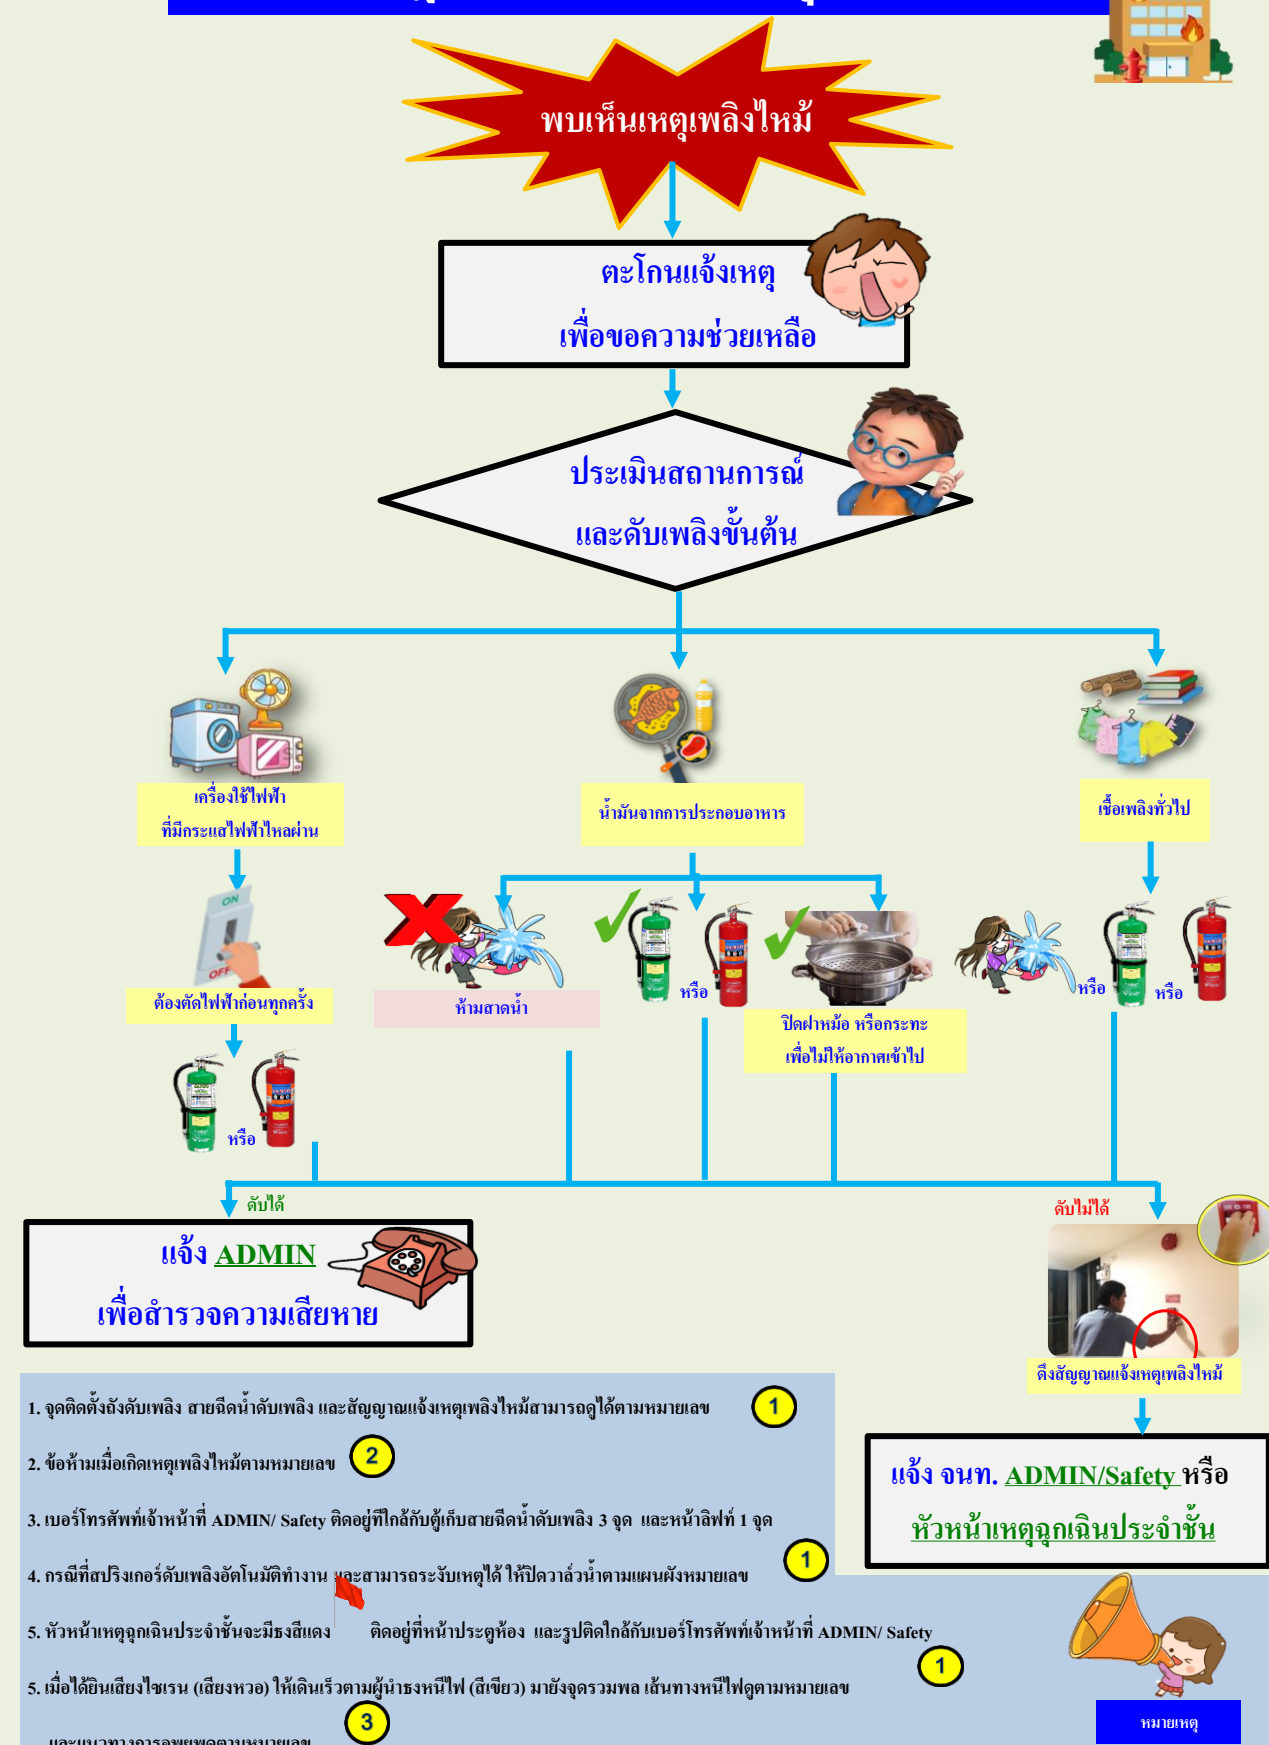 พบเห็นเหตุเพลิงไหม้
ตะโกนแจ้งเหตุ
เพื่อขอความช่วยเหลือ
ประเมินสถานการณ์
และดับเพลิงขั้นต้น
เครื่องใช้ไฟฟ้า
ที่มีกระแสไฟฟ้าไหลผ่าน
น้ำมันจากการประกอบอาหาร
เชื้อเพลิงทั่วไป
ON
OFF
ต้องตัดไฟฟ้าก่อนทุกครั้ง
ห้ามสาดน้ำ
หรือ
ปิดฝาหม้อ หรือกระทะ
เพื่อไม่ให้อากาศเข้าไป
หรือ
หรือ
หรือ
ดับได้
ดับไม่ได้
แจ้ง ADMIN
เพื่อสำรวจความเสียหาย
ดึงสัญญาณแจ้งเหตุเพลิงไหม้
แจ้ง จนท. ADMIN/Safety หรือ
หัวหน้าเหตุฉุกเฉินประจำชั้น
1. จุดติดตั้งถังดับเพลิง สายฉีดน้ำดับเพลิง และสัญญาณแจ้งเหตุเพลิงไหม้สามารถดูได้ตามหมายเลข 1
2. ข้อห้ามเมื่อเกิดเหตุเพลิงไหม้ตามหมายเลข 2
3. เบอร์โทรศัพท์เจ้าหน้าที่ ADMIN/ Safety ติดอยู่ที่ใกล้กับตู้เก็บสายฉีดน้ำดับเพลิง 3 จุด และหน้าลิฟท์ 1 จุด
4. กรณีที่สปริงเกอร์ดับเพลิงอัตโนมัติทำงาน และสามารถระงับเหตุได้ ให้ปิดวาล์วน้ำตามแผนผังหมายเลข 1
5. หัวหน้าเหตุฉุกเฉินประจำชั้นจะมีธงสีแดง ติดอยู่ที่หน้าประตูห้อง และรูปติดใกล้กับเบอร์โทรศัพท์เจ้าหน้าที่ ADMIN/ Safety
5. เมื่อได้ยินเสียงไซเรน (เสียงหวอ) ให้เดินเร็วตามผู้นำธงหนีไฟ (สีเขียว) มายังจุดรวมพล เส้นทางหนีไฟดูตามหมายเลข 1
และแนวทางการอพยพดูตามหมายเลข 3
หมายเหตุ